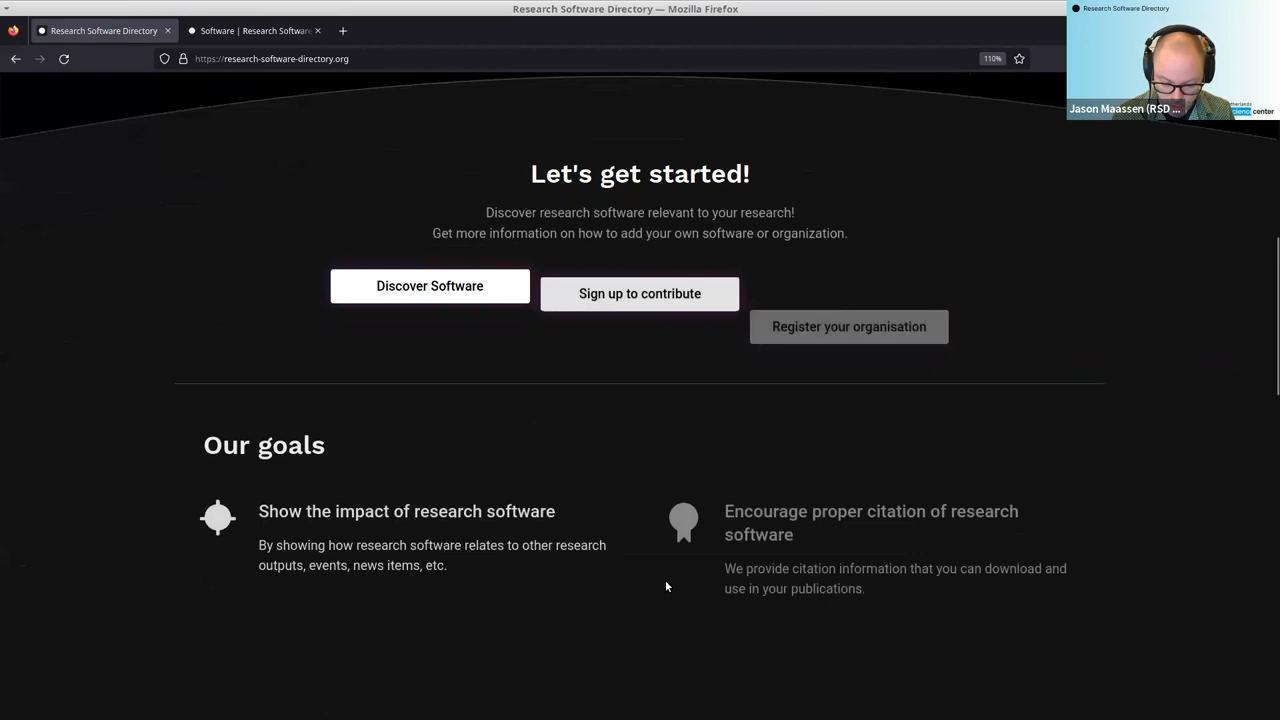 Research Software Directory — Mozilla Firefox
Research Software Directory
Software | Research Software
https://research-software-directory.org
110%
Research Software Directory
Jason Maassen (RSD ...
center
Let's get started!
Discover research software relevant to your research!
Get more information on how to add your own software or organization.
Discover Software
Sign up to contribute
Register your organisation
Our goals
Show the impact of research software
By showing how research software relates to other research
outputs, events, news items, etc.
Encourage proper citation of research
software
We provide citation information that you can download and
use in your publications.